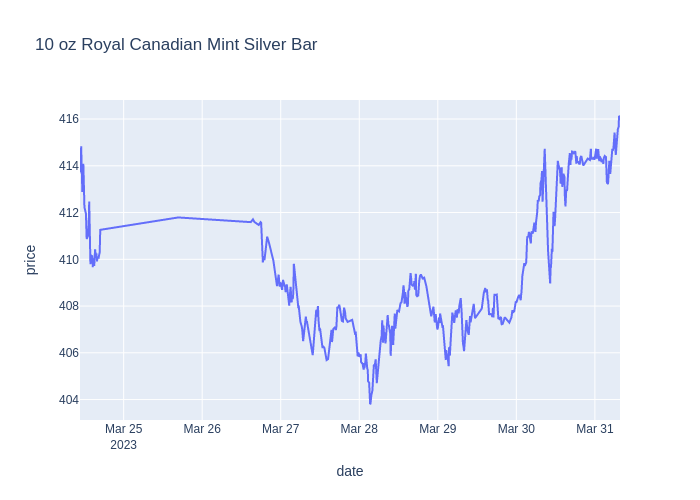 10 oz Royal Canadian Mint Silver Bar
price
416
414
412
410
408
406
404
Mar 25
2023
Mar 26
Mar 27
Mar 28
Mar 29
Mar 30
Mar 31
date